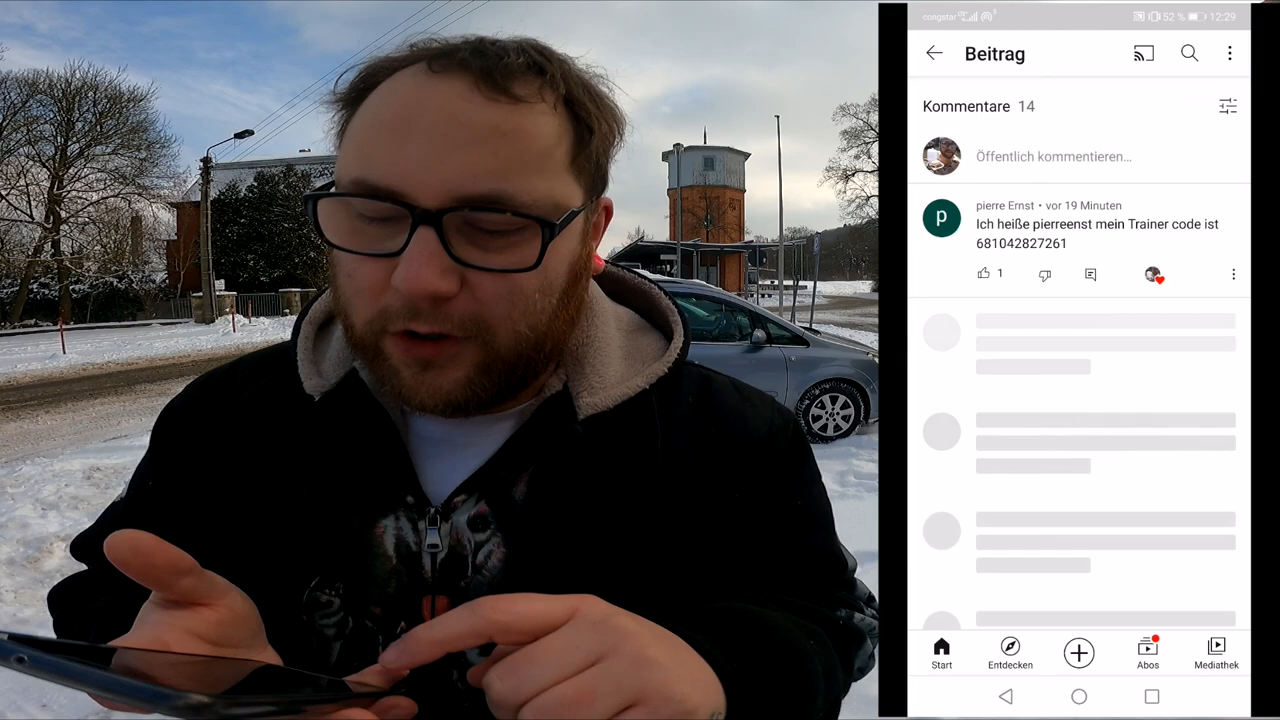 congstar
52 %
12:29
Beitrag
Kommentare 14
Öffentlich kommentieren...
pierre Ernst • vor 19 Minuten
Ich heiße pierreenst mein Trainer code ist
681042827261
1
Start
Entdecken
Abos
Mediathek
p